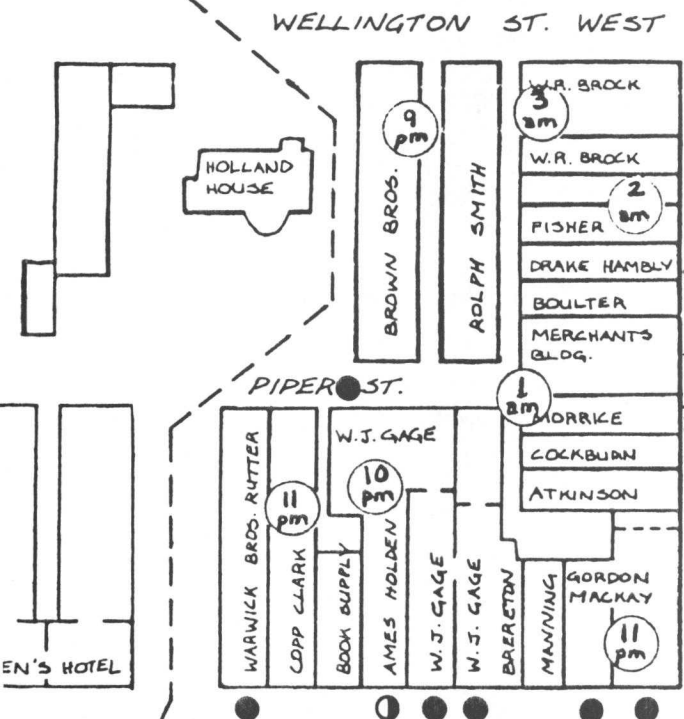 WELLINGTON ST. WEST
W.R. BROCK
3
am
9
pm
W.R. BROCK
HOLLAND
HOUSE
2
am
FISHER
BROWN BROS.
ROLPH SMITH
DRAKE HAMBLY
BOULTER
MERCHANTS
BLDG.
PIPER ST.
1
am
MORRICE
W.J. GAGE
COCKBURN
10
pm
11
pm
ATKINSON
WARWICK BROS. RUTTER
COPP CLARK
BOOK SUPPLY
AMES HOLDEN
W.J. GAGE
W.J. GAGE
BRERETON
MANNING
GORDON
MACKAY
11
pm
EN'S HOTEL